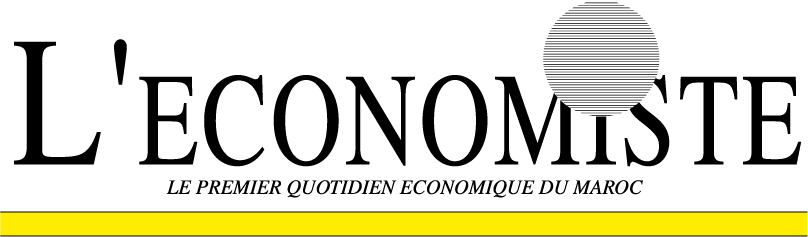 L'ECONOMISTE
LE PREMIER QUOTIDIEN ECONOMIQUE DU MAROC